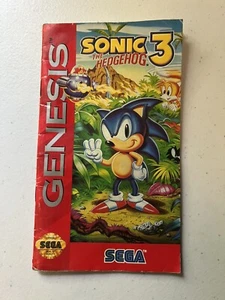 GENESIS
SONIC
THE
HEDGEHOG
3
SEGA
SEGA